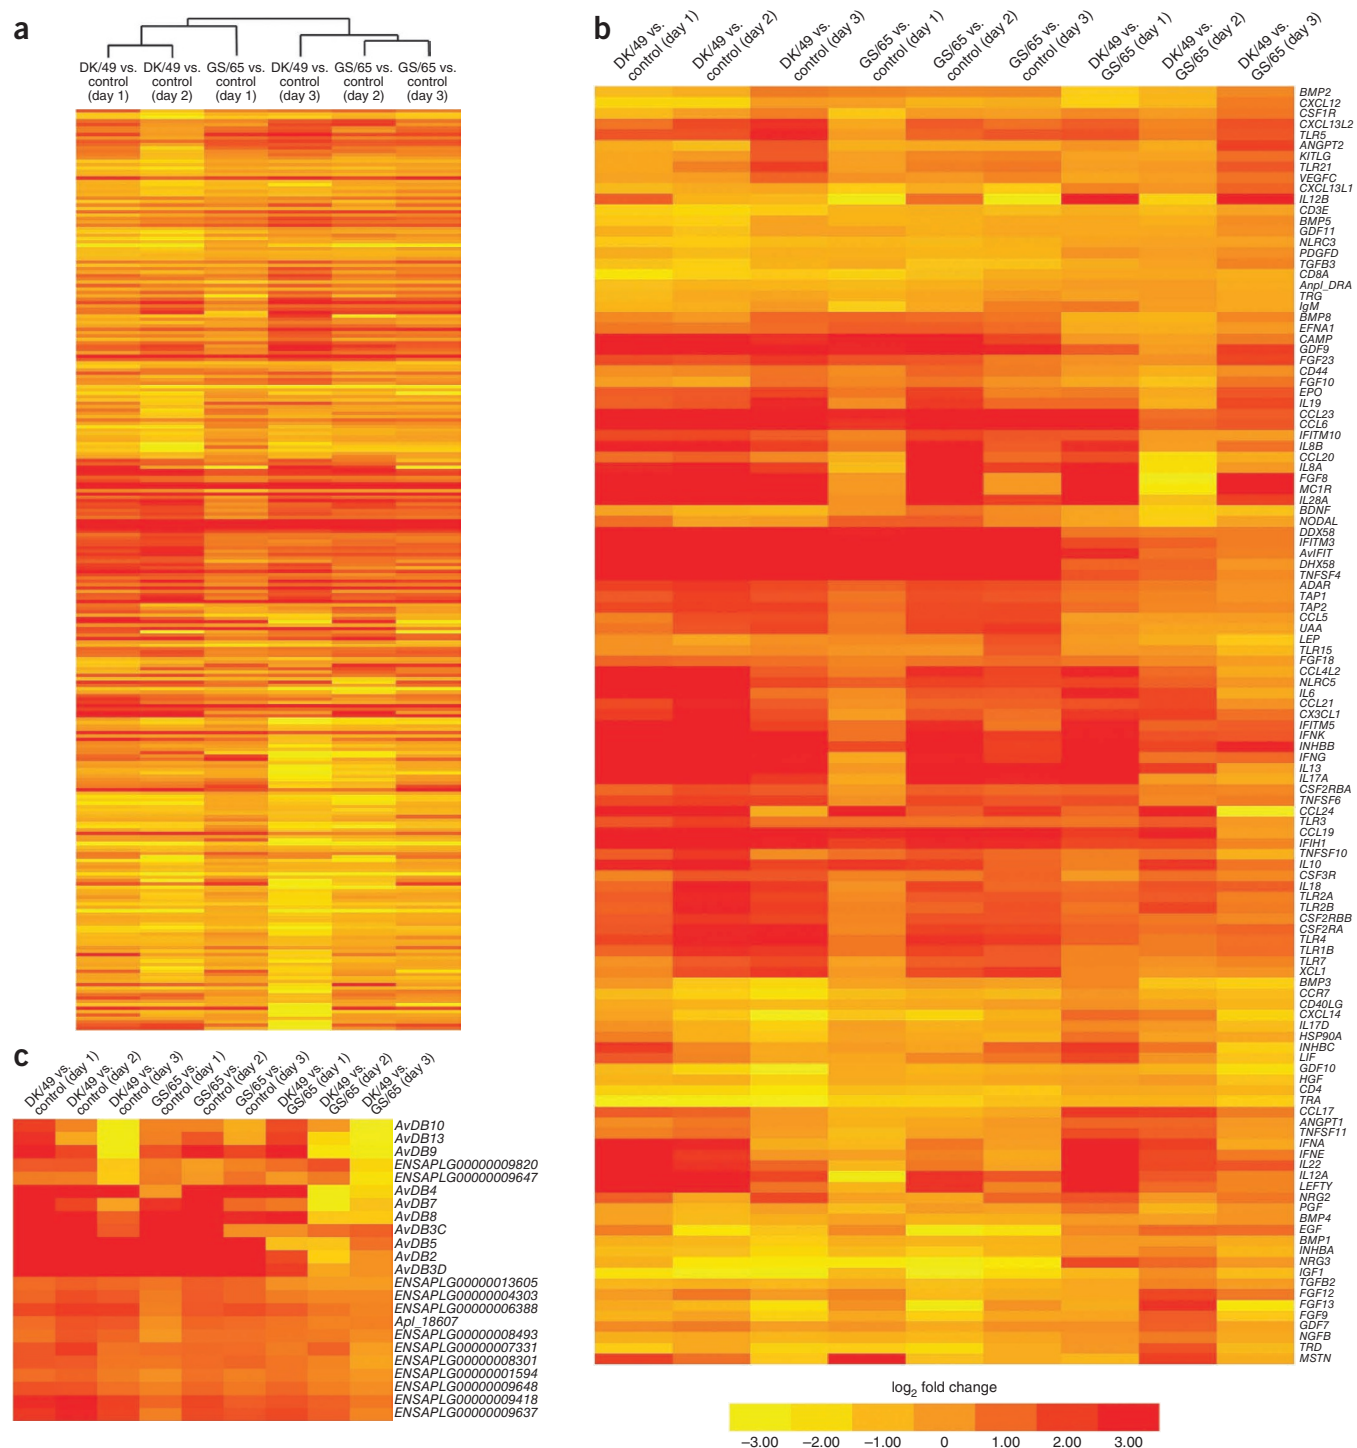 a
DK/49 vs.
control
(day 1)
DK/49 vs.
control
(day 2)
GS/65 vs.
control
(day 1)
DK/49 vs.
control
(day 3)
GS/65 vs.
control
(day 2)
GS/65 vs.
control
(day 3)
b
DK/49 vs.
control (day 1)
DK/49 vs.
control (day 2)
DK/49 vs.
control (day 3)
GS/65 vs.
control (day 1)
GS/65 vs.
control (day 2)
GS/65 vs.
control (day 3)
DK/49 vs.
GS/65 (day 1)
DK/49 vs.
GS/65 (day 2)
DK/49 vs.
GS/65 (day 3)
BMP2
CXCL12
CSF1R
CXCL13L2
TLR5
ANGPT2
KITLG
TLR21
VEGFC
CXCL13L1
IL12B
CD3E
BMP5
GDF11
NLRC3
PDGFD
TGFB3
CD8A
Anpl_DRA
TRG
IgM
BMP8
EFNA1
CAMP
GDF9
FGF23
CD44
FGF10
EPO
IL19
CCL23
CCL6
IFITM10
IL8B
CCL20
IL8A
FGF8
MC1R
IL28A
BDNF
NODAL
DDX58
IFITM3
AvIFIT
DHX58
TNFSF4
ADAR
TAP1
TAP2
CCL5
UAA
LEP
TLR15
FGF18
CCL4L2
NLRC5
IL6
CCL21
CX3CL1
IFITM5
IFNK
INHBB
IFNG
IL13
IL17A
CSF2RBA
TNFSF6
CCL24
TLR3
CCL19
IFIH1
TNFSF10
IL10
CSF3R
IL18
TLR2A
TLR2B
CSF2RBB
CSF2RA
TLR4
TLR1B
TLR7
XCL1
BMP3
CCR7
CD40LG
CXCL14
IL17D
HSP90A
INHBC
LIF
GDF10
HGF
CD4
TRA
CCL17
ANGPT1
TNFSF11
IFNA
IFNE
IL22
IL12A
LEFTY
NRG2
PGF
BMP4
EGF
BMP1
INHBA
NRG3
IGF1
TGFB2
FGF12
FGF13
FGF9
GDF7
NGFB
TRD
MSTN
log2 fold change
−3.00 −2.00 −1.00 0 1.00 2.00 3.00
c
DK/49 vs.
control (day 1)
DK/49 vs.
control (day 2)
DK/49 vs.
control (day 3)
GS/65 vs.
control (day 1)
GS/65 vs.
control (day 2)
GS/65 vs.
control (day 3)
DK/49 vs.
GS/65 (day 1)
DK/49 vs.
GS/65 (day 2)
DK/49 vs.
GS/65 (day 3)
AvDB10
AvDB13
AvDB9
ENSAPLG00000009820
ENSAPLG00000009647
AvDB4
AvDB7
AvDB8
AvDB3C
AvDB5
AvDB2
AvDB3D
ENSAPLG00000013605
ENSAPLG00000004303
ENSAPLG00000006388
Apl_18607
ENSAPLG00000008493
ENSAPLG00000007331
ENSAPLG00000008301
ENSAPLG00000001594
ENSAPLG00000009648
ENSAPLG00000009418
ENSAPLG00000009637